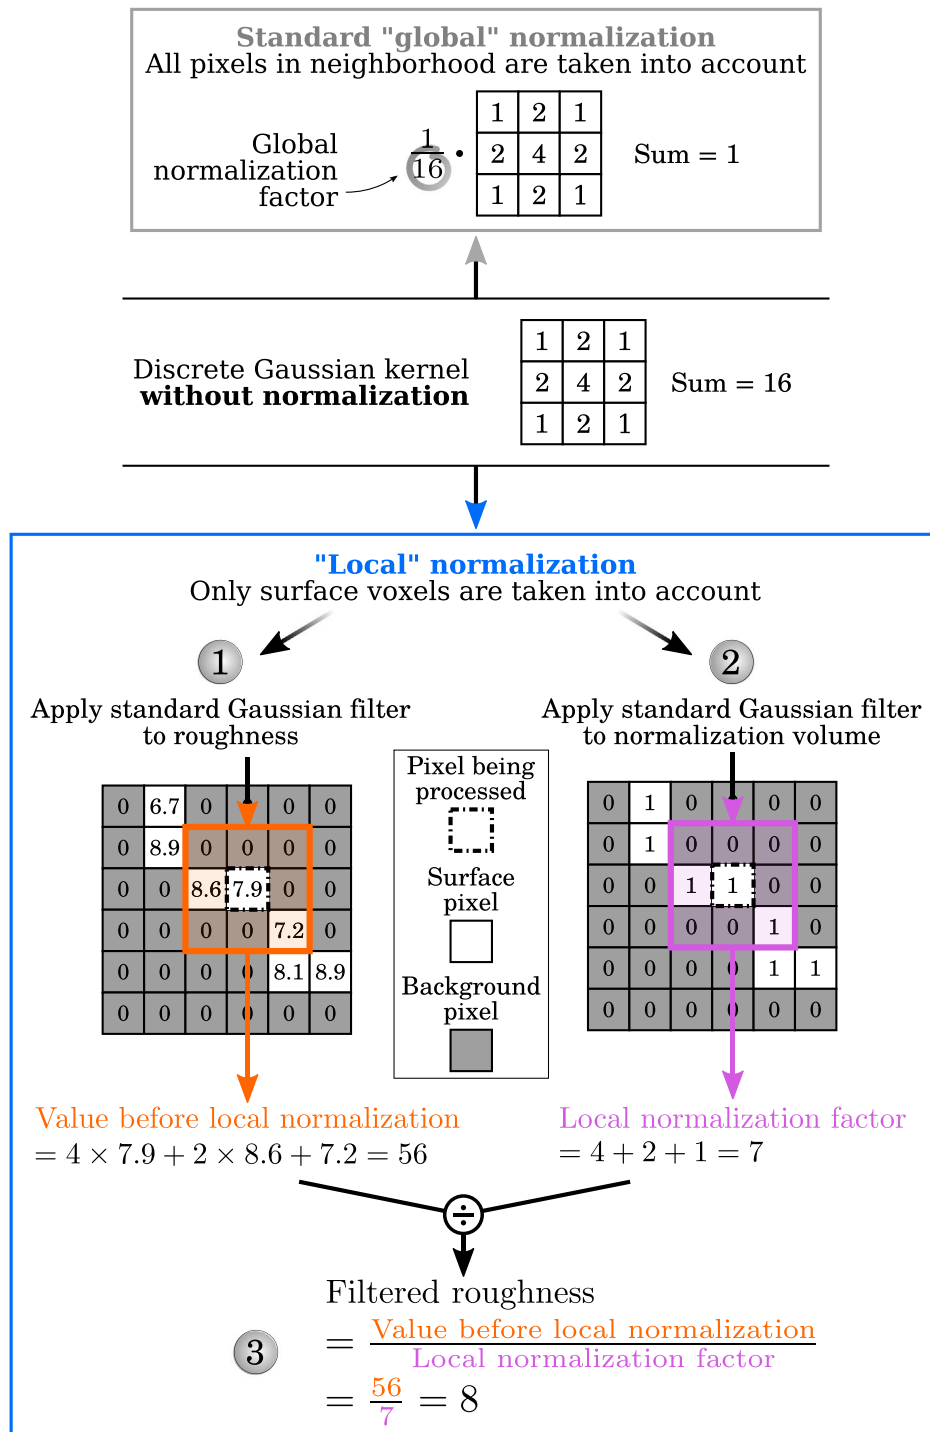 Standard "global" normalization
All pixels in neighborhood are taken into account
Global
normalization
factor
1/16 •
1 2 1
2 4 2
1 2 1
Sum = 1
Discrete Gaussian kernel
without normalization
1 2 1
2 4 2
1 2 1
Sum = 16
"Local" normalization
Only surface voxels are taken into account
1
Apply standard Gaussian filter
to roughness
0 6.7 0 0 0 0
0 8.9 0 0 0 0
0 0 8.6 7.9 0 0
0 0 0 0 7.2 0
0 0 0 0 8.1 8.9
0 0 0 0 0 0
Value before local normalization
= 4 × 7.9 + 2 × 8.6 + 7.2 = 56
Pixel being
processed
Surface
pixel
Background
pixel
2
Apply standard Gaussian filter
to normalization volume
0 1 0 0 0 0
0 1 0 0 0 0
0 0 1 1 0 0
0 0 0 0 1 0
0 0 0 0 1 1
0 0 0 0 0 0
Local normalization factor
= 4 + 2 + 1 = 7
÷
3
Filtered roughness
= Value before local normalization
Local normalization factor
= 56/7 = 8